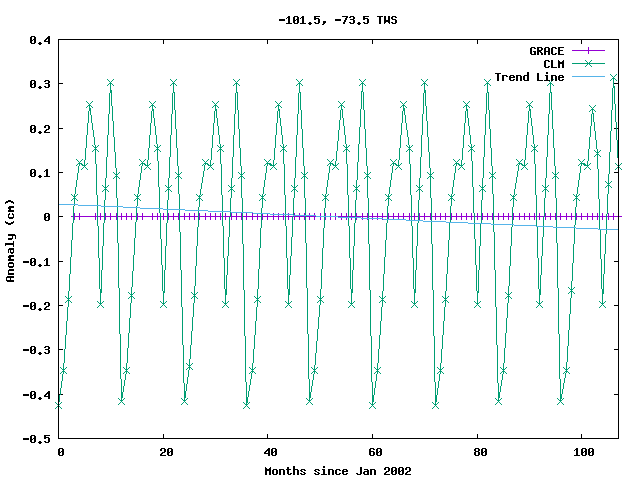 -101.5, -73.5 TWS
GRACE
CLM
Trend Line
0.4
0.3
0.2
0.1
0
-0.1
-0.2
-0.3
-0.4
-0.5
Anomaly (cm)
0 20 40 60 80 100
Months since Jan 2002